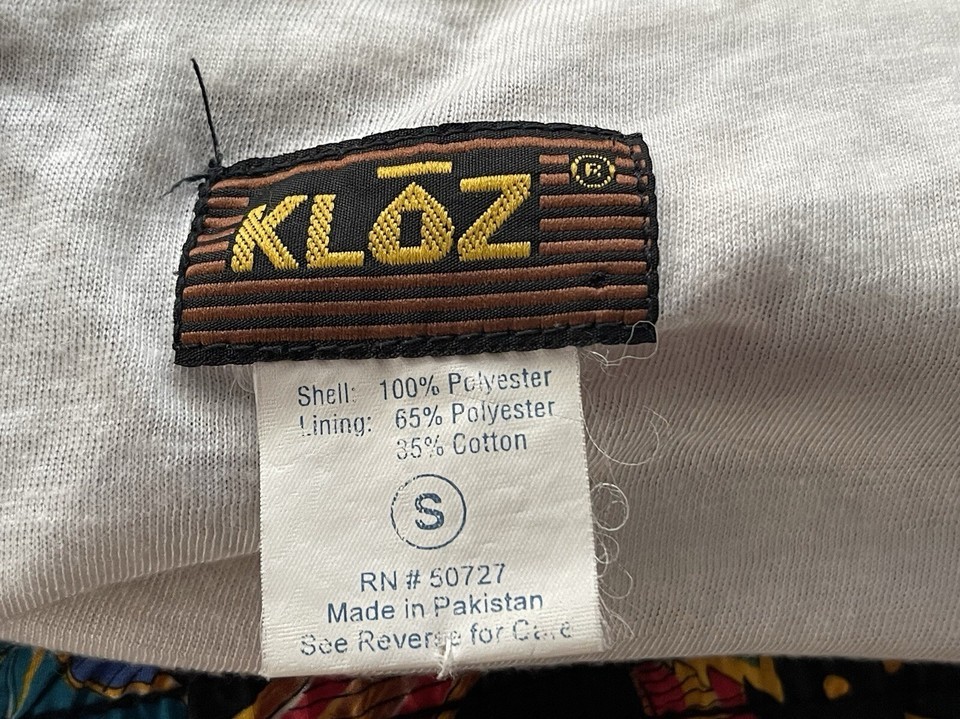 KLŌZ ®
Shell: 100% Polyester
Lining: 65% Polyester
35% Cotton
S
RN # 50727
Made in Pakistan
See Reverse for Care